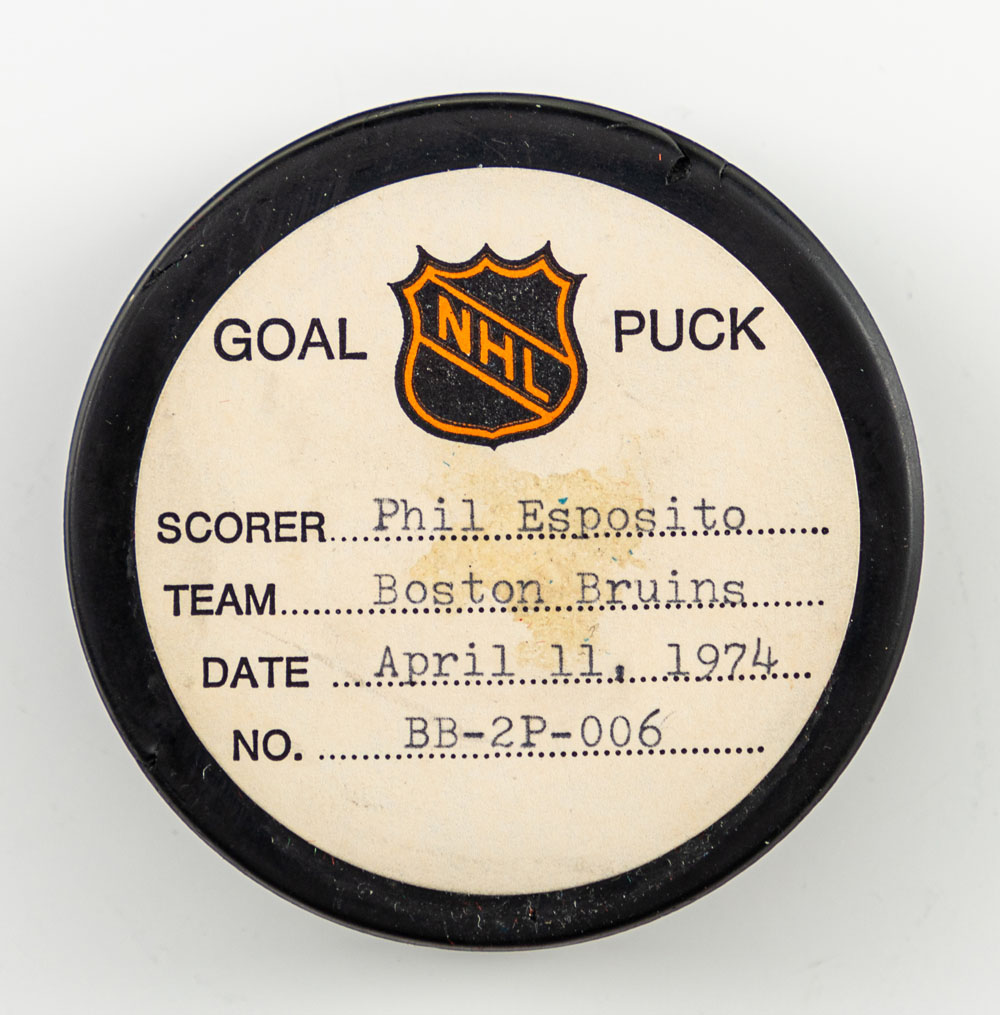 GOAL NHL PUCK
SCORER Phil Esposito
TEAM Boston Bruins
DATE April 11, 1974
NO. BB-2P-006